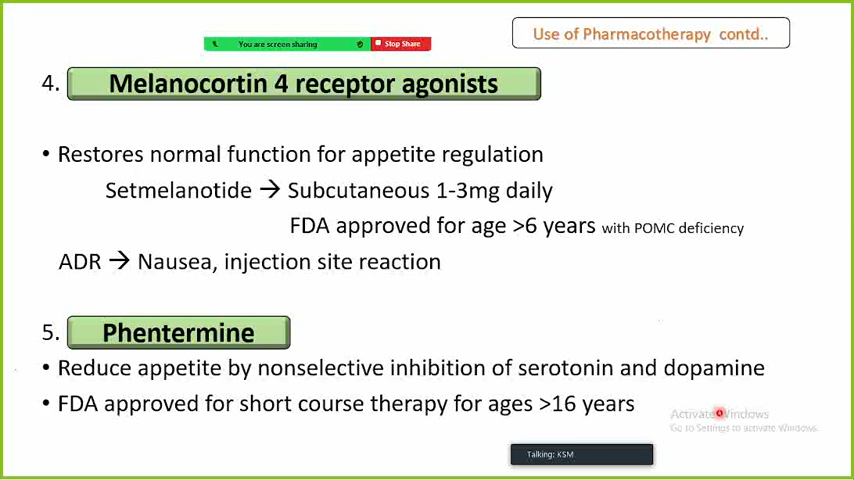 You are screen sharing
Stop Share
Use of Pharmacotherapy contd..
4. Melanocortin 4 receptor agonists
• Restores normal function for appetite regulation
Setmelanotide → Subcutaneous 1-3mg daily
FDA approved for age >6 years with POMC deficiency
ADR → Nausea, injection site reaction
5. Phentermine
• Reduce appetite by nonselective inhibition of serotonin and dopamine
• FDA approved for short course therapy for ages >16 years
Activate Windows
Go to Settings to activate Windows.
Talking: KSM